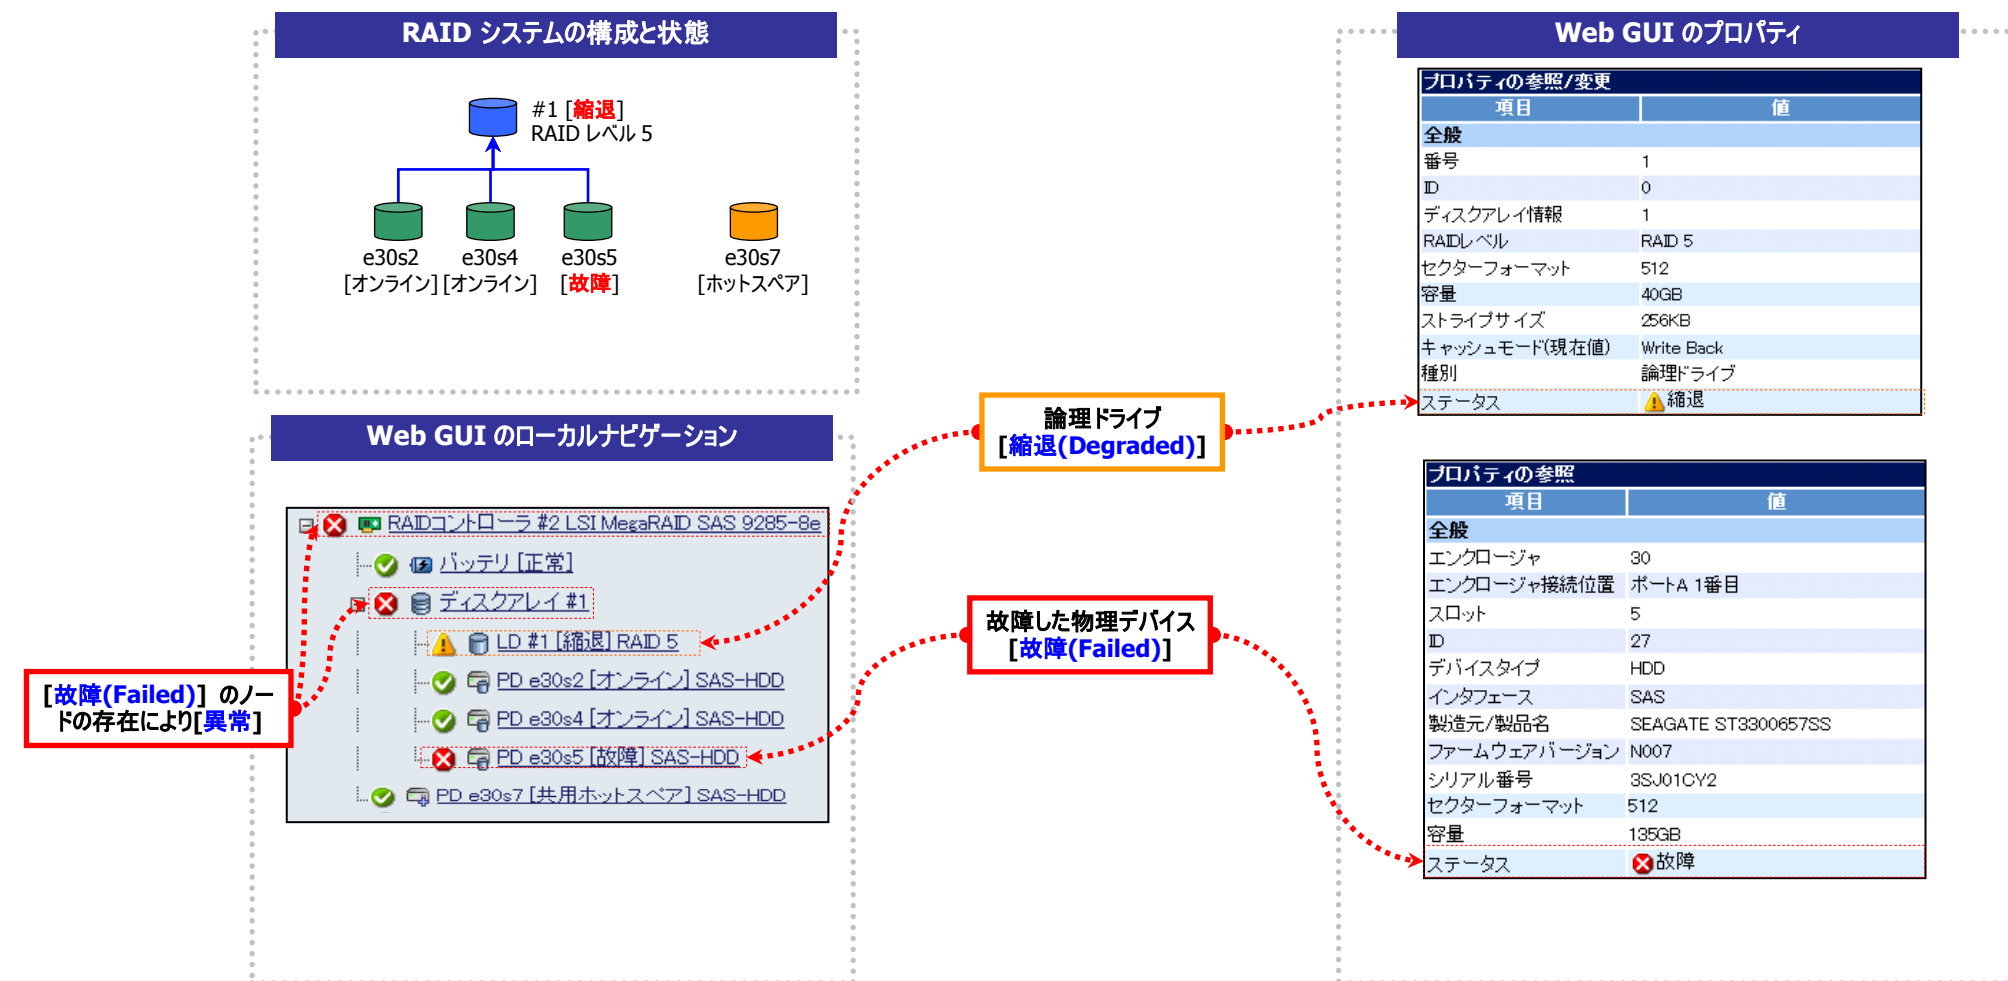 RAID システムの構成と状態
#1 [縮退]
RAID レベル 5
e30s2
[オンライン]
e30s4
[オンライン]
e30s5
[故障]
e30s7
[ホットスペア]
Web GUI のローカルナビゲーション
RAIDコントローラ #2 LSI MegaRAID SAS 9285-8e
バッテリ [正常]
ディスクアレイ #1
LD #1 [縮退] RAID 5
PD e30s2 [オンライン] SAS-HDD
PD e30s4 [オンライン] SAS-HDD
PD e30s5 [故障] SAS-HDD
PD e30s7 [共用ホットスペア] SAS-HDD
[故障(Failed)] のノー
ドの存在により[異常]
論理ドライブ
[縮退(Degraded)]
故障した物理デバイス
[故障(Failed)]
Web GUI のプロパティ
プロパティの参照/変更
項目 値
全般
番号 1
ID 0
ディスクアレイ情報 1
RAIDレベル RAID 5
セクターフォーマット 512
容量 40GB
ストライプサイズ 256KB
キャッシュモード(現在値) Write Back
種別 論理ドライブ
ステータス 縮退
プロパティの参照
項目 値
全般
エンクロージャ 30
エンクロージャ接続位置 ポートA 1番目
スロット 5
ID 27
デバイスタイプ HDD
インタフェース SAS
製造元/製品名 SEAGATE ST3300657SS
ファームウェアバージョン N007
シリアル番号 3SJ01CY2
セクターフォーマット 512
容量 135GB
ステータス 故障